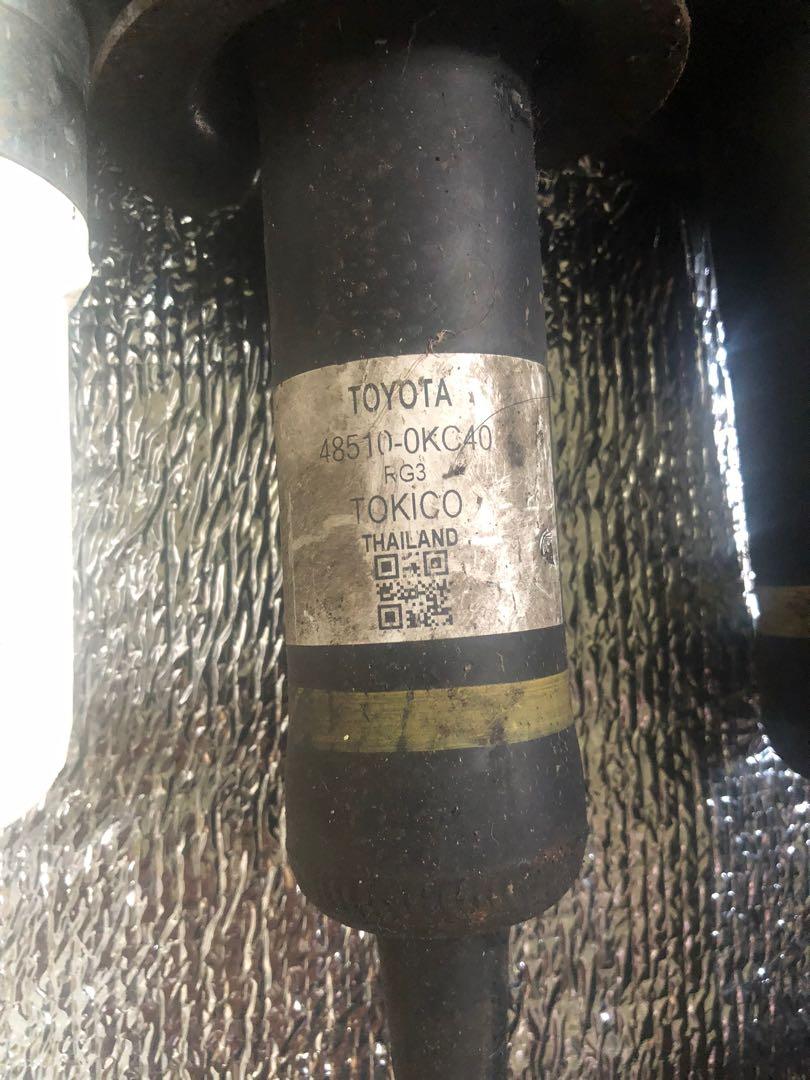 TOYOTA
48510-0KC40
RG3
TOKICO
THAILAND